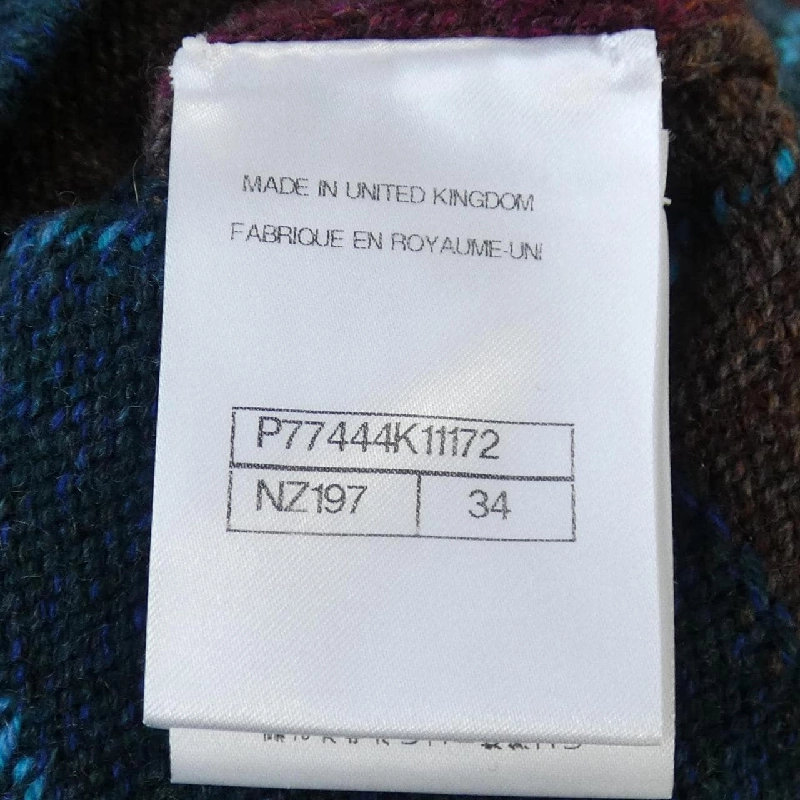 MADE IN UNITED KINGDOM
FABRIQUE EN ROYAUME-UNI
P77444K11172
NZ197 34